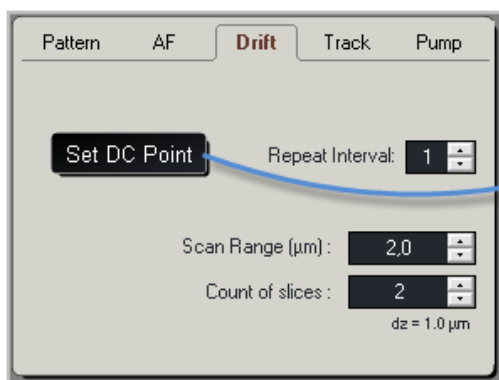 Pattern AF Drift Track Pump
Set DC Point Repeat Interval: 1
Scan Range (µm) : 2,0
Count of slices : 2
dz = 1.0 µm